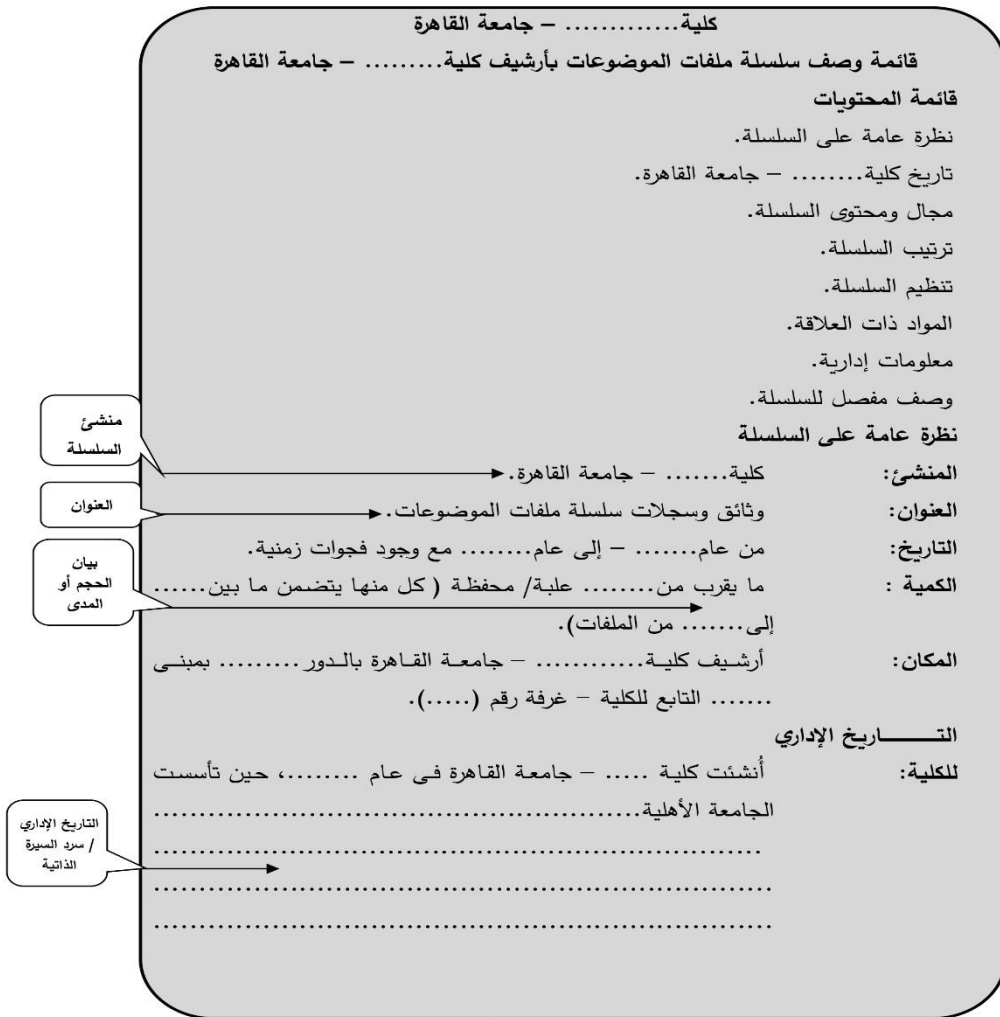 كلية............. – جامعة القاهرة
قائمة وصف سلسلة ملفات الموضوعات بأرشيف كلية......... – جامعة القاهرة
قائمة المحتويات
نظرة عامة على السلسلة.
تاريخ كلية........ – جامعة القاهرة.
مجال ومحتوى السلسلة.
ترتيب السلسلة.
تنظيم السلسلة.
المواد ذات العلاقة.
معلومات إدارية.
وصف مفصل للسلسلة.
نظرة عامة على السلسلة
منشئ
السلسلة
المنشئ: كلية....... – جامعة القاهرة.
العنوان
العنوان: وثائق وسجلات سلسلة ملفات الموضوعات.
التاريخ: من عام....... – إلى عام........ مع وجود فجوات زمنية.
بيان
الحجم أو
المدى
الكمية : ما يقرب من........ علبة/ محفظة ( كل منها يتضمن ما بين......
إلى....... من الملفات).
المكان: أرشيف كلية............ – جامعة القاهرة بالدور ......... بمبنى
....... التابع للكلية – غرفة رقم (.....).
التــــــــاريخ الإداري
للكلية: أُنشئت كلية ..... – جامعة القاهرة فى عام ........، حين تأسست
الجامعة الأهلية......................................................
التاريخ الإداري
/ سرد السيرة
الذاتية
....................................................................
.....................................................................
.....................................................................